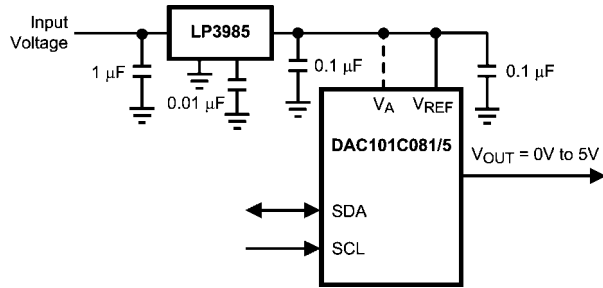 Input
Voltage
LP3985
1 μF
0.01 μF
0.1 μF
0.1 μF
VA
VREF
DAC101C081/5
VOUT = 0V to 5V
SDA
SCL